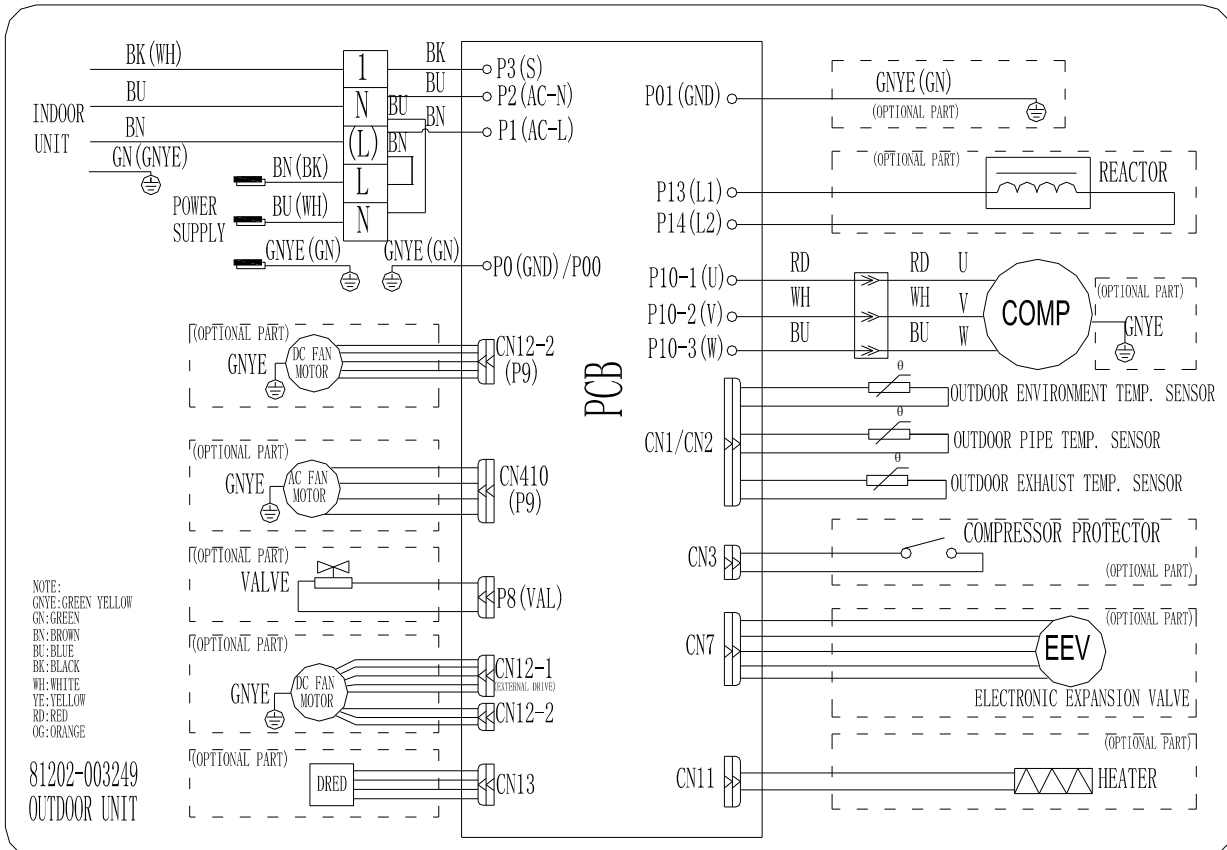 BK(WH)
1
BK
P3(S)
BU
N
BU
P2(AC-N)
BU
INDOOR
UNIT
BN
(L)
BN
P1(AC-L)
BN
GN(GNYE)
BN(BK)
L
POWER
SUPPLY
BU(WH)
N
GNYE(GN)
GNYE(GN)
P0(GND)/P00
(OPTIONAL PART)
GNYE
DC FAN
MOTOR
CN12-2
(P9)
(OPTIONAL PART)
GNYE
AC FAN
MOTOR
CN410
(P9)
(OPTIONAL PART)
VALVE
P8(VAL)
(OPTIONAL PART)
GNYE
DC FAN
MOTOR
CN12-1
(EXTERNAL DRIVE)
CN12-2
(OPTIONAL PART)
DRED
CN13
NOTE:
GNYE:GREEN YELLOW
GN:GREEN
BN:BROWN
BU:BLUE
BK:BLACK
WH:WHITE
YE:YELLOW
RD:RED
OG:ORANGE
81202-003249
OUTDOOR UNIT
PCB
P01(GND)
GNYE(GN)
(OPTIONAL PART)
(OPTIONAL PART)
REACTOR
P13(L1)
P14(L2)
P10-1(U)
RD
RD
U
P10-2(V)
WH
WH
V
P10-3(W)
BU
BU
W
COMP
(OPTIONAL PART)
GNYE
CN1/CN2
θ
OUTDOOR ENVIRONMENT TEMP. SENSOR
θ
OUTDOOR PIPE TEMP. SENSOR
θ
OUTDOOR EXHAUST TEMP. SENSOR
CN3
COMPRESSOR PROTECTOR
(OPTIONAL PART)
CN7
(OPTIONAL PART)
EEV
ELECTRONIC EXPANSION VALVE
(OPTIONAL PART)
CN11
HEATER